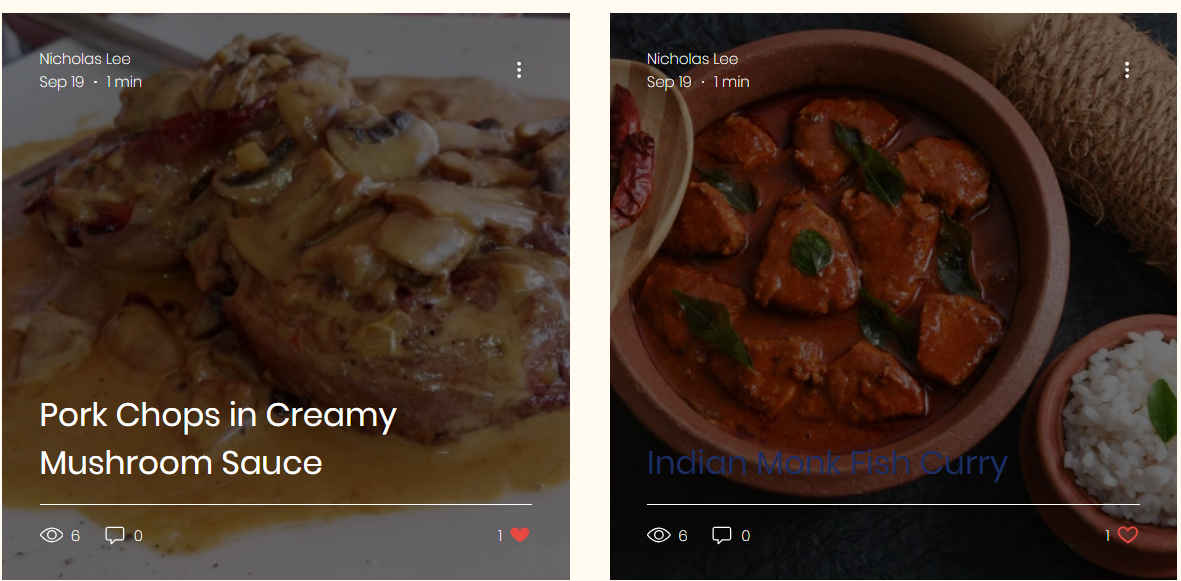 Nicholas Lee
Sep 19 · 1 min
Pork Chops in Creamy
Mushroom Sauce
6 0 1
Nicholas Lee
Sep 19 · 1 min
Indian Monk Fish Curry
6 0 1